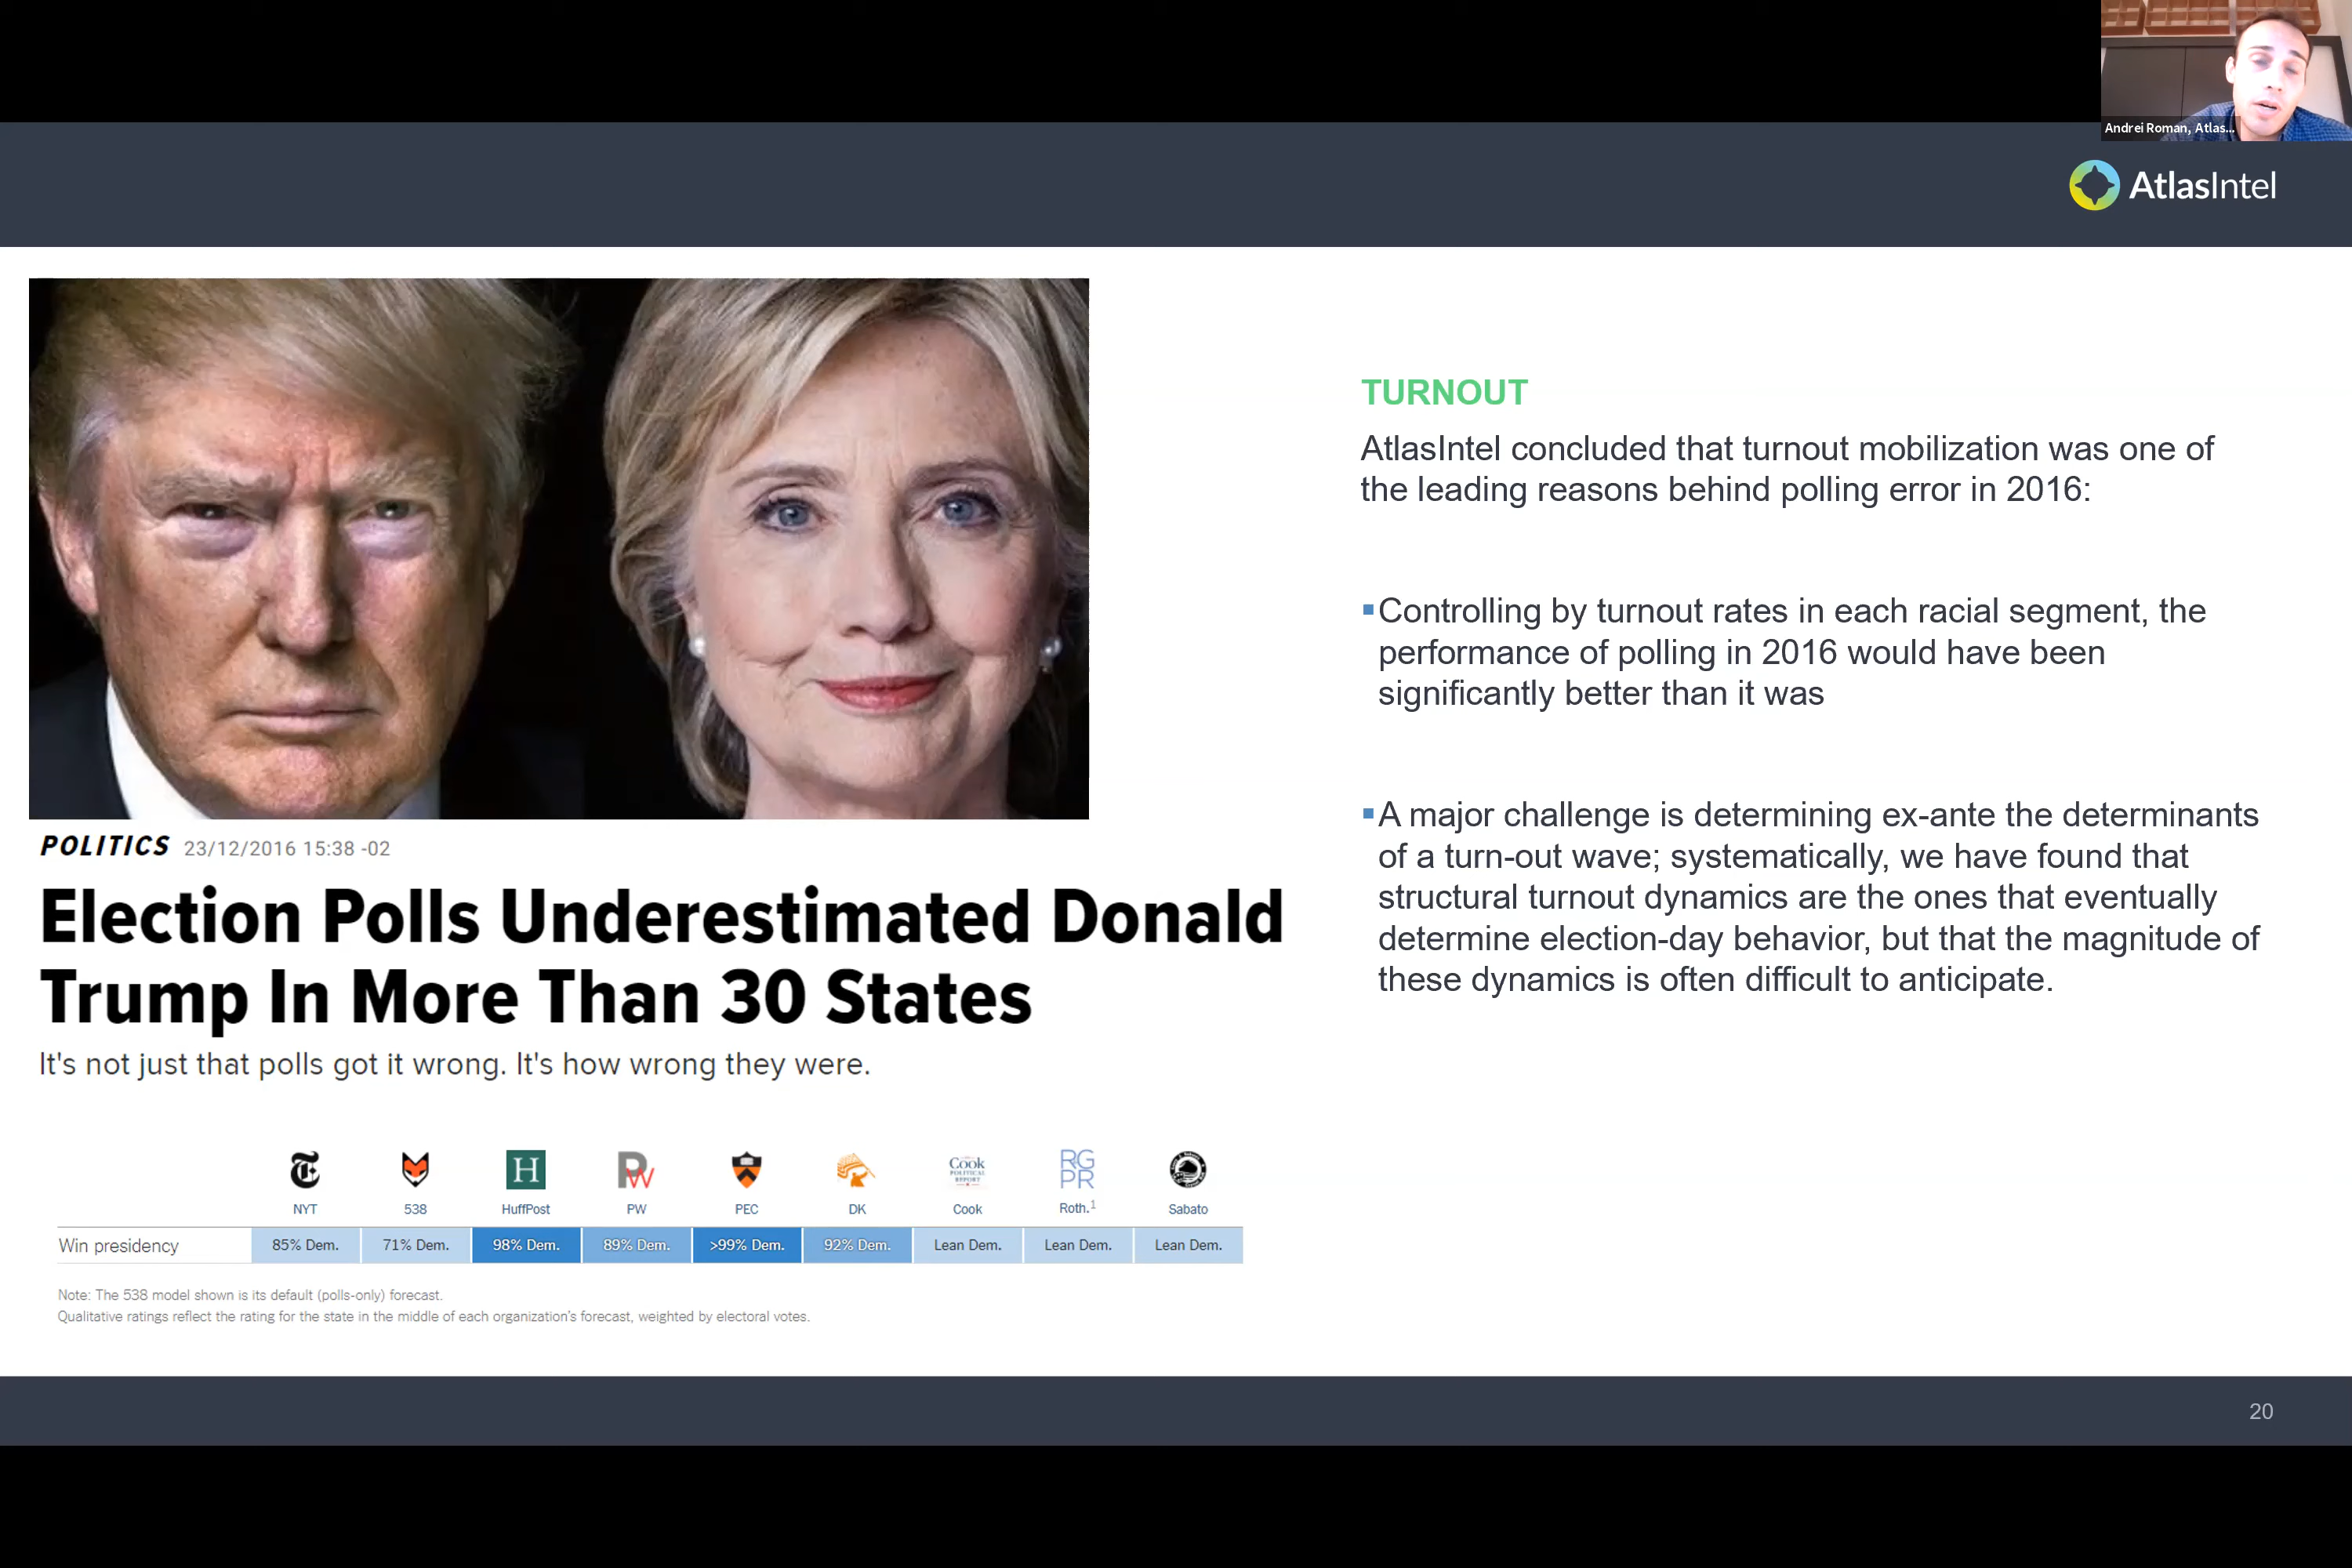 Andrei Roman, Atlas...
AtlasIntel
POLITICS 23/12/2016 15:38 -02
Election Polls Underestimated Donald
Trump In More Than 30 States
It's not just that polls got it wrong. It's how wrong they were.
H
PW
Cook
POLITICAL
REPORT
RG
PR
NYT 538 HuffPost PW PEC DK Cook Roth.¹ Sabato
Win presidency 85% Dem. 71% Dem. 98% Dem. 89% Dem. >99% Dem. 92% Dem. Lean Dem. Lean Dem. Lean Dem.
Note: The 538 model shown is its default (polls-only) forecast.
Qualitative ratings reflect the rating for the state in the middle of each organization's forecast, weighted by electoral votes.
TURNOUT
AtlasIntel concluded that turnout mobilization was one of
the leading reasons behind polling error in 2016:
▪Controlling by turnout rates in each racial segment, the
performance of polling in 2016 would have been
significantly better than it was
▪A major challenge is determining ex-ante the determinants
of a turn-out wave; systematically, we have found that
structural turnout dynamics are the ones that eventually
determine election-day behavior, but that the magnitude of
these dynamics is often difficult to anticipate.
20